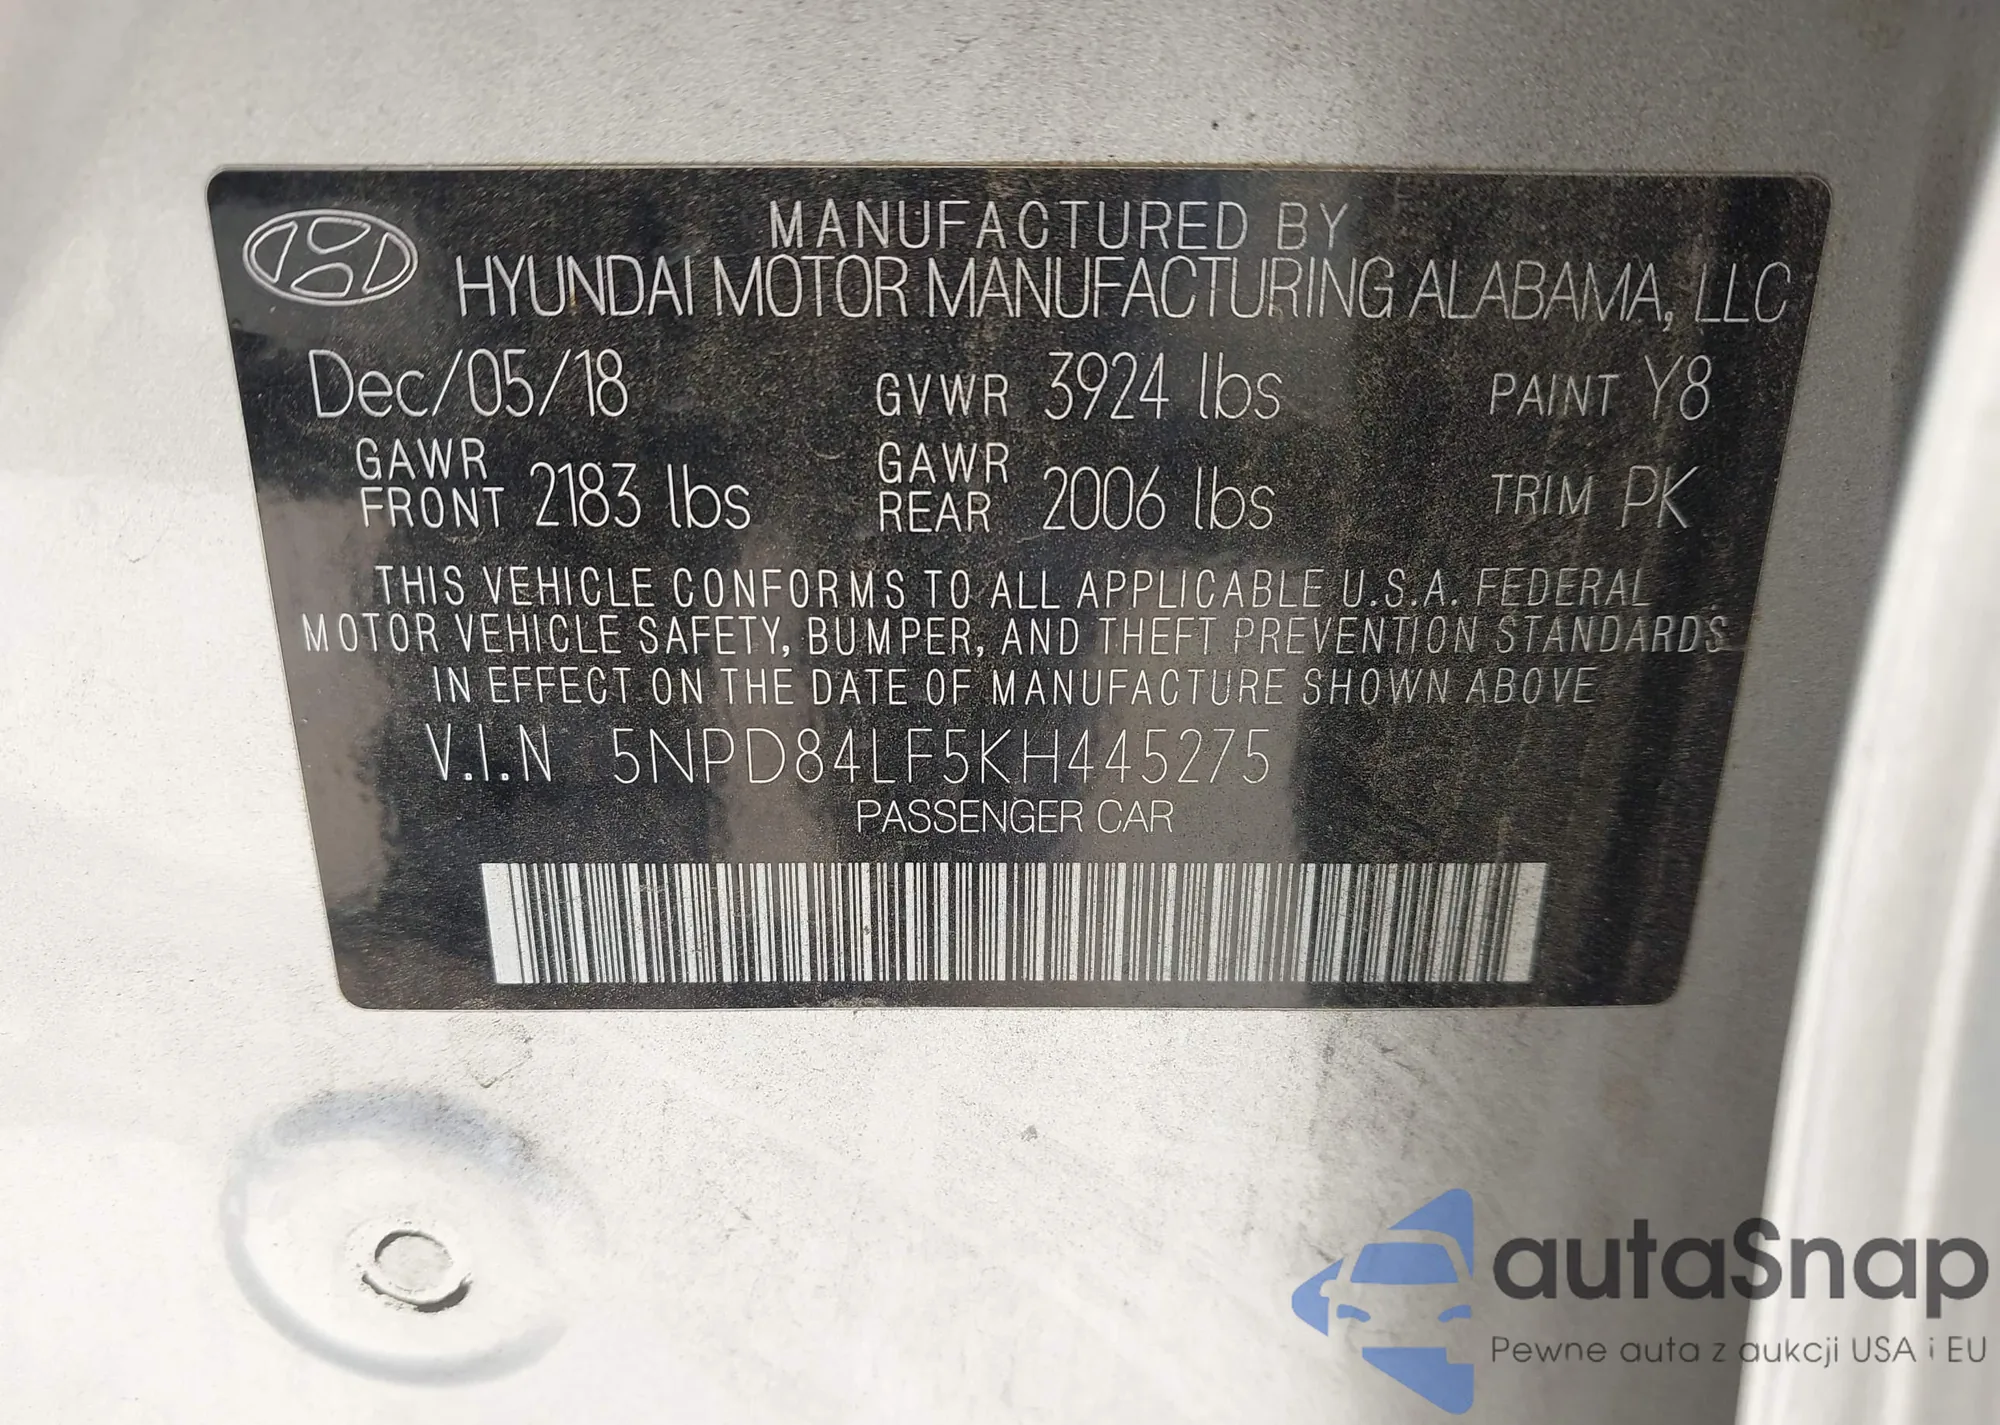 MANUFACTURED BY
HYUNDAI MOTOR MANUFACTURING ALABAMA, LLC
Dec/05/18 GVWR 3924 lbs PAINT Y8
GAWR FRONT 2183 lbs GAWR REAR 2006 lbs TRIM PK
THIS VEHICLE CONFORMS TO ALL APPLICABLE U.S.A. FEDERAL
MOTOR VEHICLE SAFETY, BUMPER, AND THEFT PREVENTION STANDARDS
IN EFFECT ON THE DATE OF MANUFACTURE SHOWN ABOVE
V.I.N 5NPD84LF5KH445275
PASSENGER CAR
autaSnap
Pewne auta z aukcji USA i EU